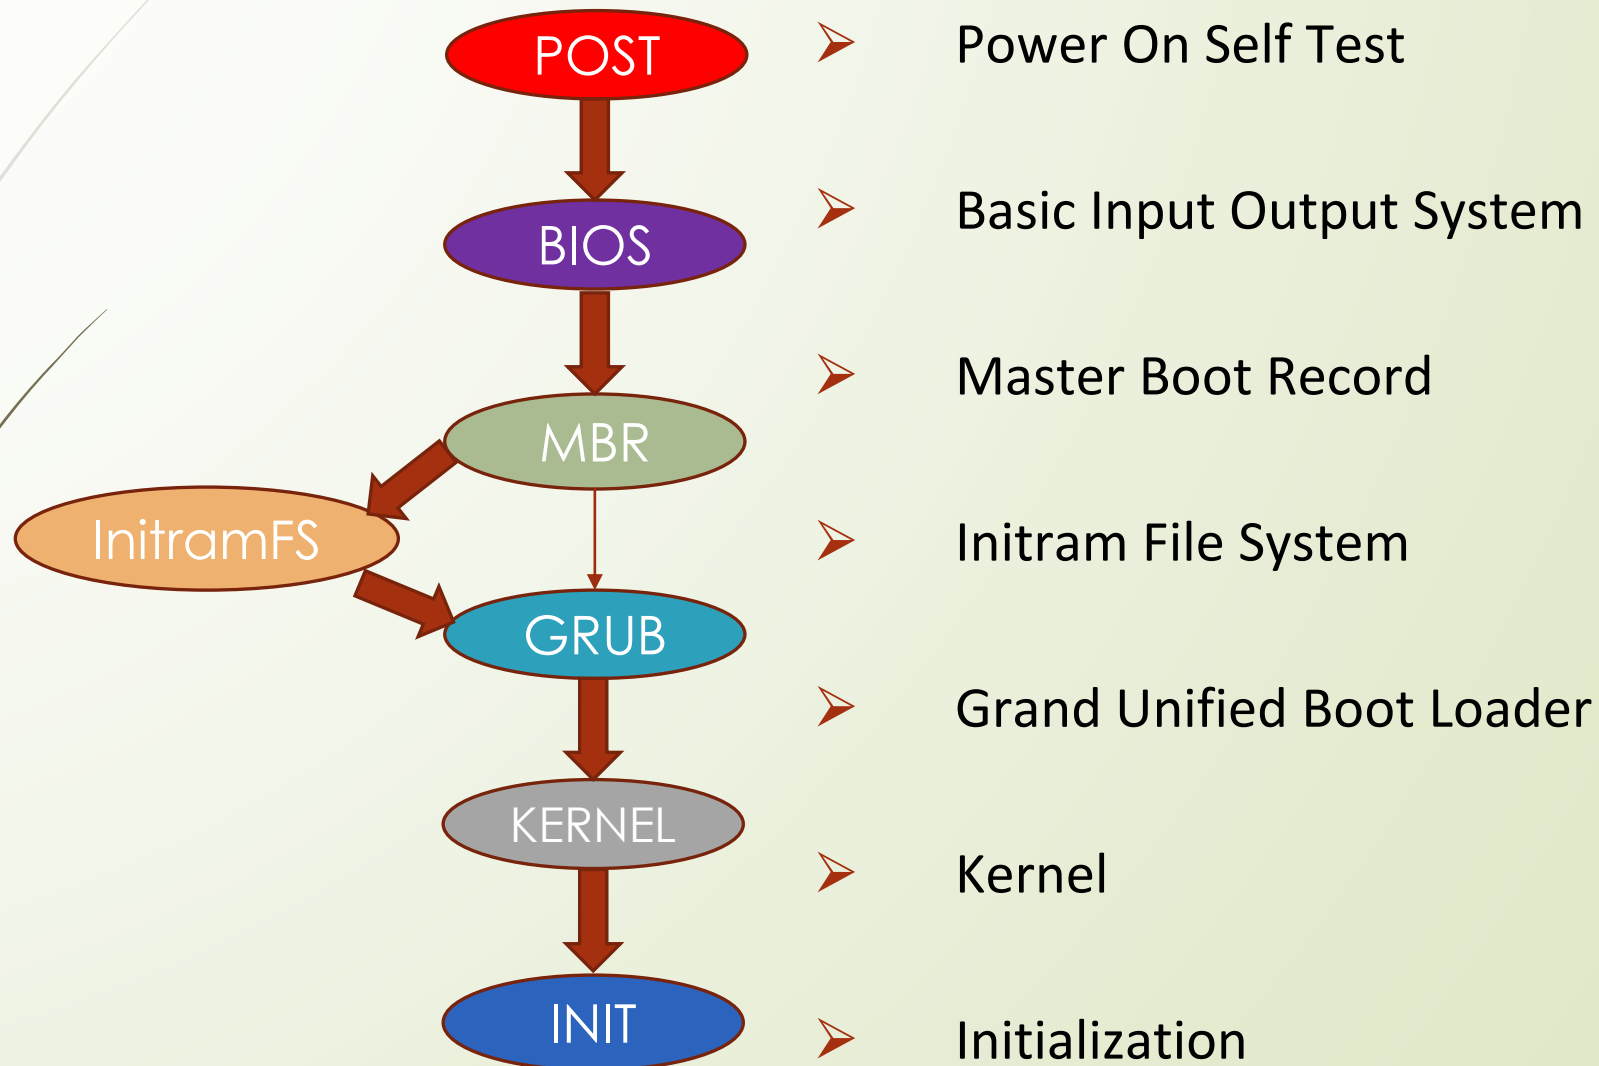 POST
Power On Self Test
BIOS
Basic Input Output System
MBR
Master Boot Record
InitramFS
Initram File System
GRUB
Grand Unified Boot Loader
KERNEL
Kernel
INIT
Initialization